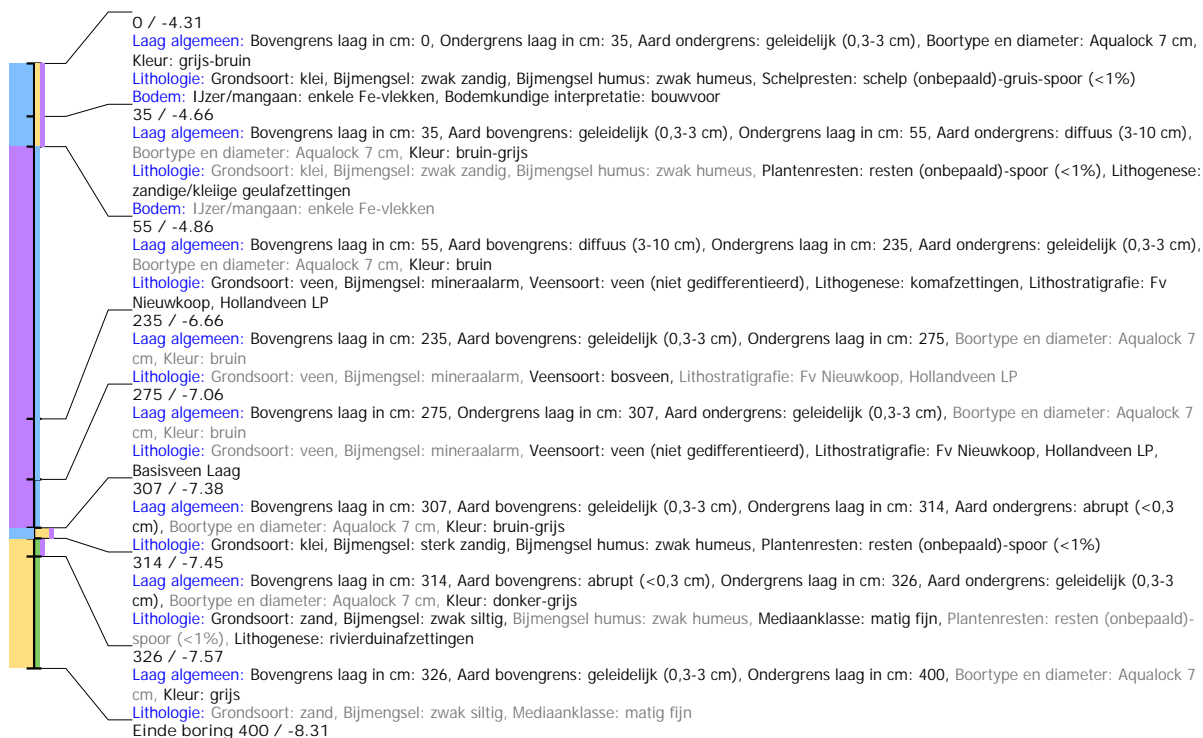 0 / -4.31
Laag algemeen: Bovengrens laag in cm: 0, Ondergrens laag in cm: 35, Aard ondergrens: geleidelijk (0,3-3 cm), Boortype en diameter: Aqualock 7 cm,
Kleur: grijs-bruin
Lithologie: Grondsoort: klei, Bijmengsel: zwak zandig, Bijmengsel humus: zwak humeus, Schelpresten: schelp (onbepaald)-gruis-spoor (<1%)
Bodem: IJzer/mangaan: enkele Fe-vlekken, Bodemkundige interpretatie: bouwvoor
35 / -4.66
Laag algemeen: Bovengrens laag in cm: 35, Aard bovengrens: geleidelijk (0,3-3 cm), Ondergrens laag in cm: 55, Aard ondergrens: diffuus (3-10 cm),
Boortype en diameter: Aqualock 7 cm, Kleur: bruin-grijs
Lithologie: Grondsoort: klei, Bijmengsel: zwak zandig, Bijmengsel humus: zwak humeus, Plantenresten: resten (onbepaald)-spoor (<1%), Lithogenese:
zandige/kleiige geulafzettingen
Bodem: IJzer/mangaan: enkele Fe-vlekken
55 / -4.86
Laag algemeen: Bovengrens laag in cm: 55, Aard bovengrens: diffuus (3-10 cm), Ondergrens laag in cm: 235, Aard ondergrens: geleidelijk (0,3-3 cm),
Boortype en diameter: Aqualock 7 cm, Kleur: bruin
Lithologie: Grondsoort: veen, Bijmengsel: mineraalarm, Veensoort: veen (niet gedifferentieerd), Lithogenese: komafzettingen, Lithostratigrafie: Fv
Nieuwkoop, Hollandveen LP
235 / -6.66
Laag algemeen: Bovengrens laag in cm: 235, Aard bovengrens: geleidelijk (0,3-3 cm), Ondergrens laag in cm: 275, Boortype en diameter: Aqualock 7
cm, Kleur: bruin
Lithologie: Grondsoort: veen, Bijmengsel: mineraalarm, Veensoort: bosveen, Lithostratigrafie: Fv Nieuwkoop, Hollandveen LP
275 / -7.06
Laag algemeen: Bovengrens laag in cm: 275, Ondergrens laag in cm: 307, Aard ondergrens: geleidelijk (0,3-3 cm), Boortype en diameter: Aqualock 7
cm, Kleur: bruin
Lithologie: Grondsoort: veen, Bijmengsel: mineraalarm, Veensoort: veen (niet gedifferentieerd), Lithostratigrafie: Fv Nieuwkoop, Hollandveen LP,
Basisveen Laag
307 / -7.38
Laag algemeen: Bovengrens laag in cm: 307, Aard bovengrens: geleidelijk (0,3-3 cm), Ondergrens laag in cm: 314, Aard ondergrens: abrupt (<0,3
cm), Boortype en diameter: Aqualock 7 cm, Kleur: bruin-grijs
Lithologie: Grondsoort: klei, Bijmengsel: sterk zandig, Bijmengsel humus: zwak humeus, Plantenresten: resten (onbepaald)-spoor (<1%)
314 / -7.45
Laag algemeen: Bovengrens laag in cm: 314, Aard bovengrens: abrupt (<0,3 cm), Ondergrens laag in cm: 326, Aard ondergrens: geleidelijk (0,3-3
cm), Boortype en diameter: Aqualock 7 cm, Kleur: donker-grijs
Lithologie: Grondsoort: zand, Bijmengsel: zwak siltig, Bijmengsel humus: zwak humeus, Mediaanklasse: matig fijn, Plantenresten: resten (onbepaald)-
spoor (<1%), Lithogenese: rivierduinafzettingen
326 / -7.57
Laag algemeen: Bovengrens laag in cm: 326, Aard bovengrens: geleidelijk (0,3-3 cm), Ondergrens laag in cm: 400, Boortype en diameter: Aqualock 7
cm, Kleur: grijs
Lithologie: Grondsoort: zand, Bijmengsel: zwak siltig, Mediaanklasse: matig fijn
Einde boring 400 / -8.31